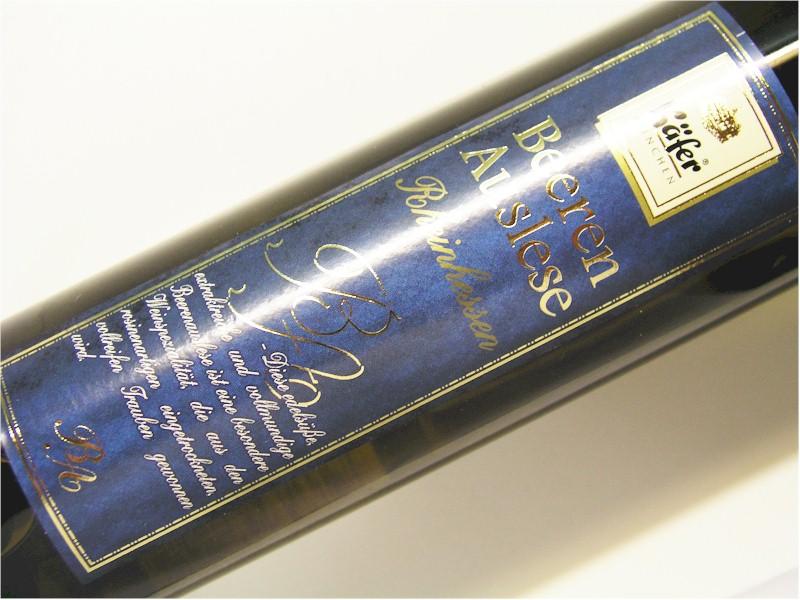 Käfer®
MÜNCHEN
Beeren
Auslese
Rheinhessen
BA
-Diese edelsüße,
extraktreiche und vollmundige
Beerenauslese ist eine besondere
Weinspezialität, die aus den
rosinenartigen eingetrockneten,
vollreifen Trauben gewonnen
wird.
BA